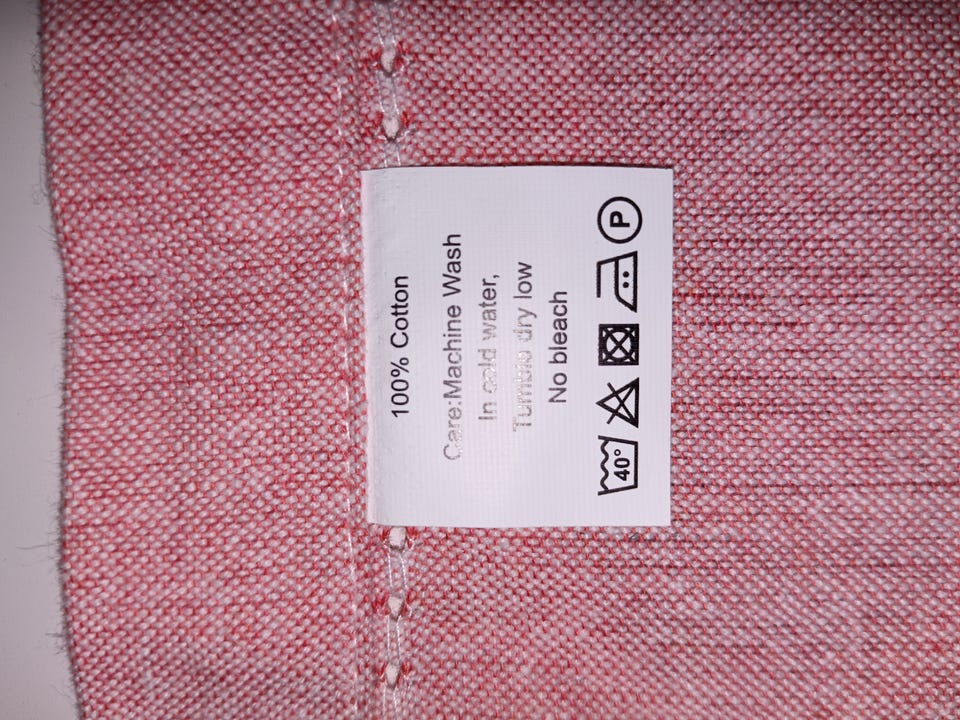 100% Cotton
Care:Machine Wash
In cold water,
Tumble dry low
No bleach
40° P